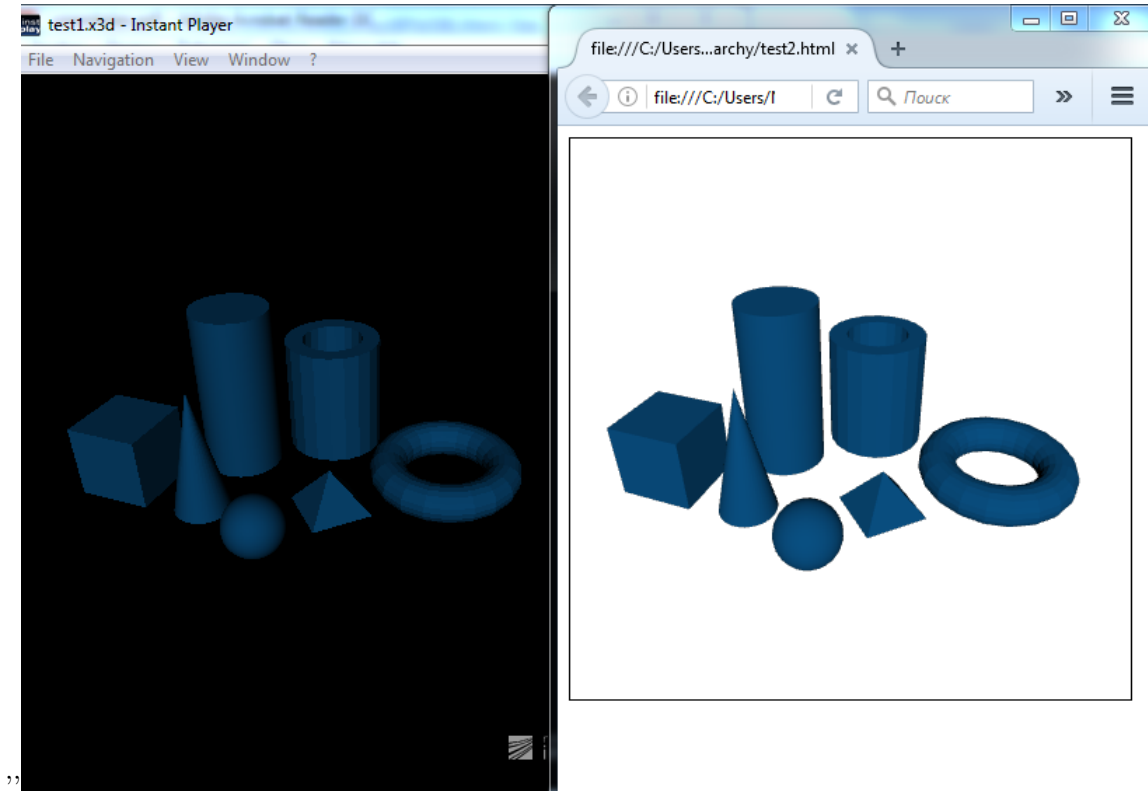 test1.x3d - Instant Player
File Navigation View Window ?
file:///C:/Users...archy/test2.html
file:///C:/Users/
Поиск
”